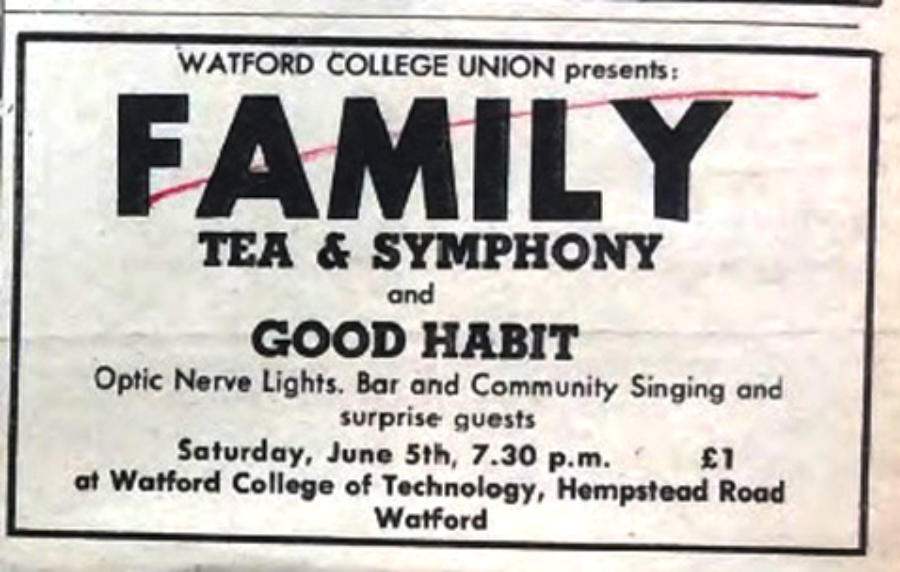 WATFORD COLLEGE UNION presents:
FAMILY
TEA & SYMPHONY
and
GOOD HABIT
Optic Nerve Lights. Bar and Community Singing and
surprise guests
Saturday, June 5th, 7.30 p.m. £1
at Watford College of Technology, Hempstead Road
Watford